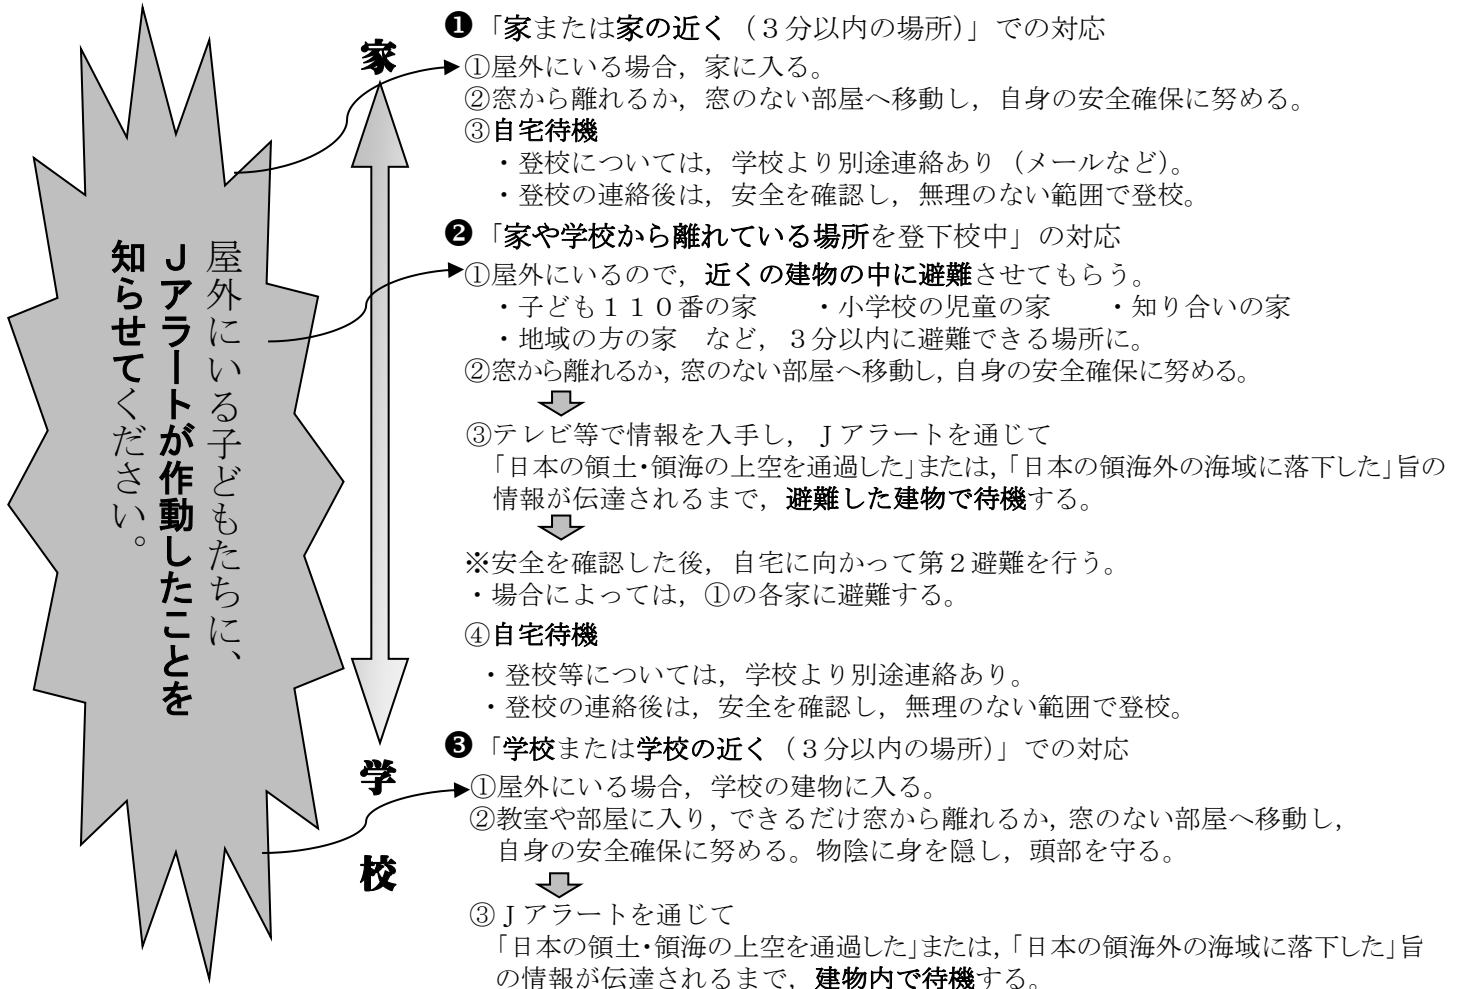 屋外にいる子どもたちに、
Ｊアラートが作動したことを
知らせてください。
家
学
校
❶「家または家の近く（３分以内の場所）」での対応
①屋外にいる場合，家に入る。
②窓から離れるか，窓のない部屋へ移動し，自身の安全確保に努める。
③自宅待機
・登校については，学校より別途連絡あり（メールなど）。
・登校の連絡後は，安全を確認し，無理のない範囲で登校。
❷「家や学校から離れている場所を登下校中」の対応
①屋外にいるので，近くの建物の中に避難させてもらう。
・子ども１１０番の家　・小学校の児童の家　・知り合いの家
・地域の方の家　など，３分以内に避難できる場所に。
②窓から離れるか，窓のない部屋へ移動し，自身の安全確保に努める。
③テレビ等で情報を入手し，Ｊアラートを通じて
「日本の領土・領海の上空を通過した」または，「日本の領海外の海域に落下した」旨の
情報が伝達されるまで，避難した建物で待機する。
※安全を確認した後，自宅に向かって第２避難を行う。
・場合によっては，①の各家に避難する。
④自宅待機
・登校等については，学校より別途連絡あり。
・登校の連絡後は，安全を確認し，無理のない範囲で登校。
❸「学校または学校の近く（３分以内の場所）」での対応
①屋外にいる場合，学校の建物に入る。
②教室や部屋に入り，できるだけ窓から離れるか，窓のない部屋へ移動し，
自身の安全確保に努める。物陰に身を隠し，頭部を守る。
③Ｊアラートを通じて
「日本の領土・領海の上空を通過した」または，「日本の領海外の海域に落下した」旨
の情報が伝達されるまで，建物内で待機する。